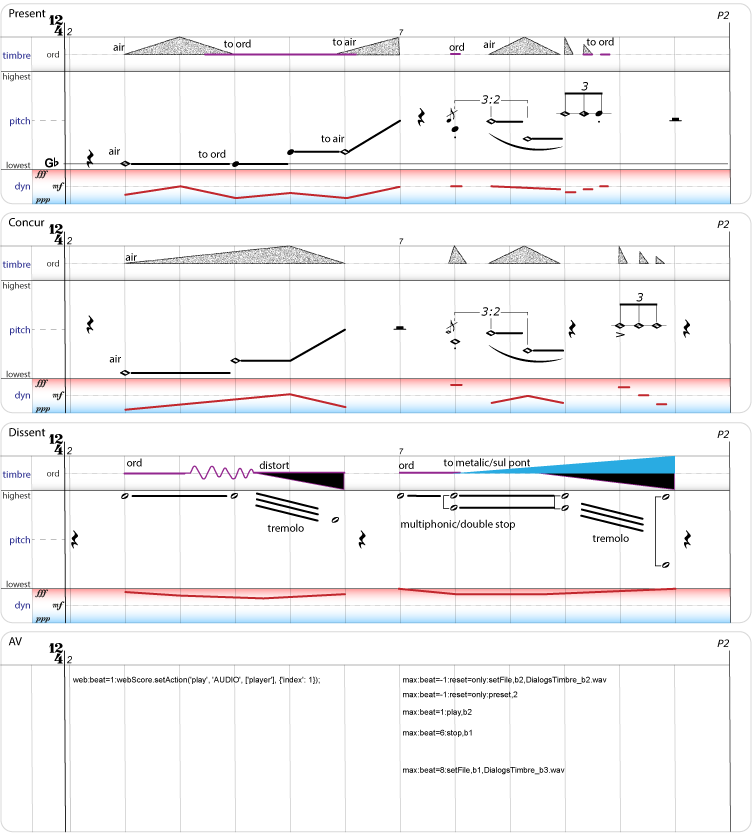 Present
P2
12
4
2
7
timbre
ord
air
to ord
to air
ord
air
to ord
highest
pitch
3:2
3
air
to ord
to air
lowest
G♭
fff
dyn
mf
ppp
Concur
P2
12
4
2
7
timbre
ord
air
highest
pitch
3:2
3
air
lowest
fff
dyn
mf
ppp
Dissent
P2
12
4
2
7
timbre
ord
ord
distort
ord
to metalic/sul pont
highest
multiphonic/double stop
tremolo
tremolo
pitch
lowest
fff
dyn
mf
ppp
AV
P2
12
4
2
web:beat=1:webScore.setAction('play', 'AUDIO', ['player'], {'index': 1});
max:beat=-1:reset=only:setFile,b2,DialogsTimbre_b2.wav
max:beat=-1:reset=only:preset,2
max:beat=1:play,b2
max:beat=6:stop,b1
max:beat=8:setFile,b1,DialogsTimbre_b3.wav